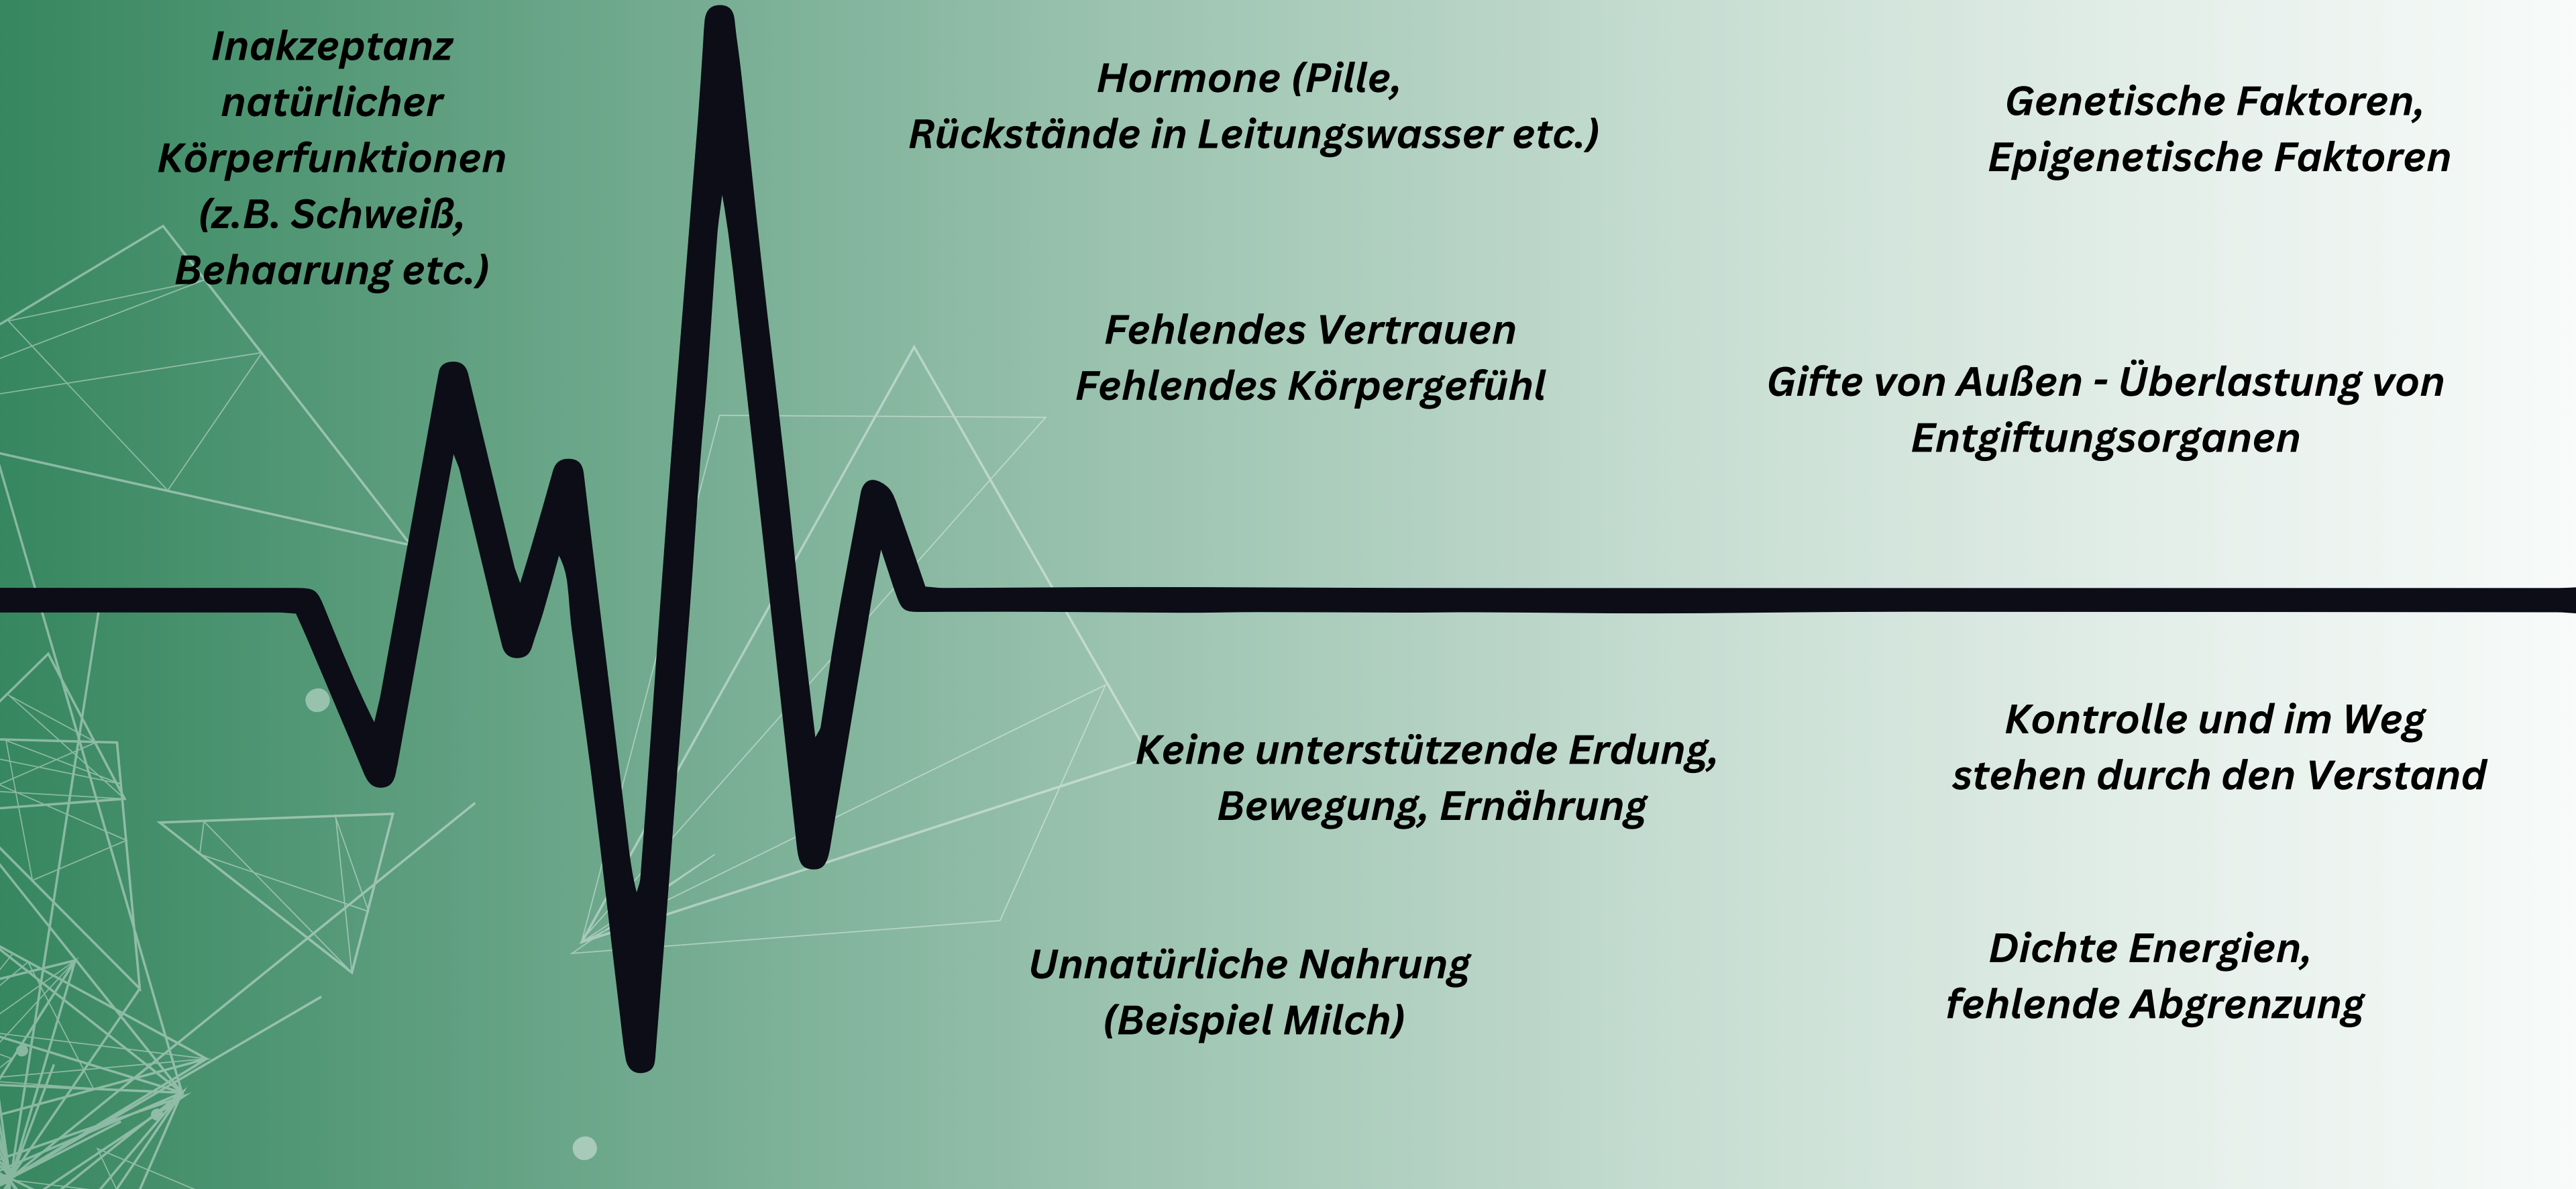 Inakzeptanz
natürlicher
Körperfunktionen
(z.B. Schweiß,
Behaarung etc.)
Hormone (Pille,
Rückstände in Leitungswasser etc.)
Genetische Faktoren,
Epigenetische Faktoren
Fehlendes Vertrauen
Fehlendes Körpergefühl
Gifte von Außen - Überlastung von
Entgiftungsorganen
Keine unterstützende Erdung,
Bewegung, Ernährung
Kontrolle und im Weg
stehen durch den Verstand
Unnatürliche Nahrung
(Beispiel Milch)
Dichte Energien,
fehlende Abgrenzung